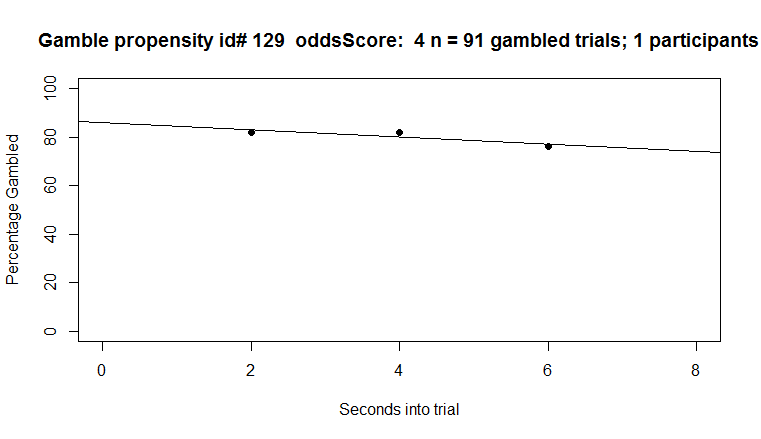 Gamble propensity id# 129  oddsScore:  4 n = 91 gambled trials; 1 participants
Percentage Gambled
100
80
60
40
20
0
0 2 4 6 8
Seconds into trial